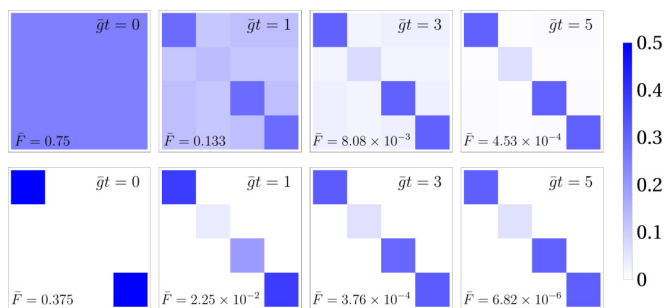 ḡt = 0
F̄ = 0.75
ḡt = 1
F̄ = 0.133
ḡt = 3
F̄ = 8.08 × 10⁻³
ḡt = 5
F̄ = 4.53 × 10⁻⁴
ḡt = 0
F̄ = 0.375
ḡt = 1
F̄ = 2.25 × 10⁻²
ḡt = 3
F̄ = 3.76 × 10⁻⁴
ḡt = 5
F̄ = 6.82 × 10⁻⁶
0.5
0.4
0.3
0.2
0.1
0